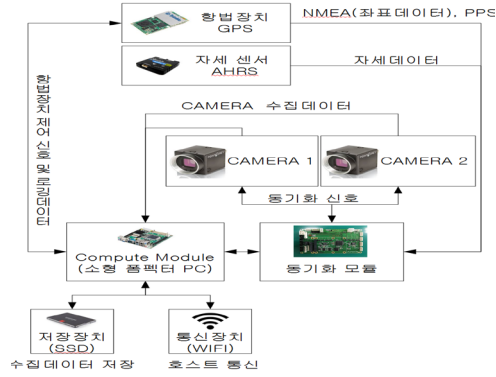 항법장치
GPS
NMEA(좌표데이터), PPS
자세 센서
AHRS
자세데이터
항법장치 제어 신호 및 로깅데이터
CAMERA 수집데이터
CAMERA 1
CAMERA 2
동기화 신호
Compute Module
(소형 폼펙터 PC)
동기화 모듈
저장장치
(SSD)
통신장치
(WIFI)
수집데이터 저장
호스트 통신